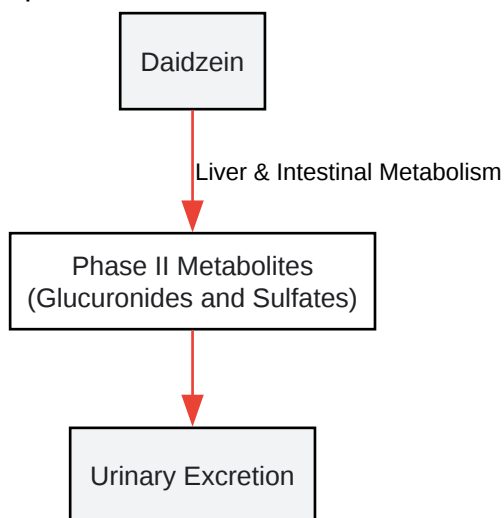 Daidzein
Liver & Intestinal Metabolism
Phase II Metabolites
(Glucuronides and Sulfates)
Urinary Excretion